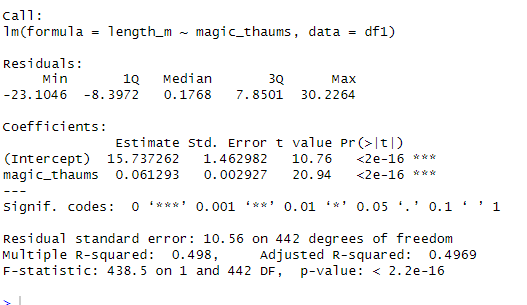 Call:
lm(formula = length_m ~ magic_thaums, data = df1)
Residuals:
Min 1Q Median 3Q Max
-23.1046 -8.3972 0.1768 7.8501 30.2264
Coefficients:
Estimate Std. Error t value Pr(>|t|)
(Intercept) 15.737262 1.462982 10.76 <2e-16 ***
magic_thaums 0.061293 0.002927 20.94 <2e-16 ***
---
Signif. codes: 0 ‘***’ 0.001 ‘**’ 0.01 ‘*’ 0.05 ‘.’ 0.1 ‘ ’ 1
Residual standard error: 10.56 on 442 degrees of freedom
Multiple R-squared: 0.498, Adjusted R-squared: 0.4969
F-statistic: 438.5 on 1 and 442 DF, p-value: < 2.2e-16
>